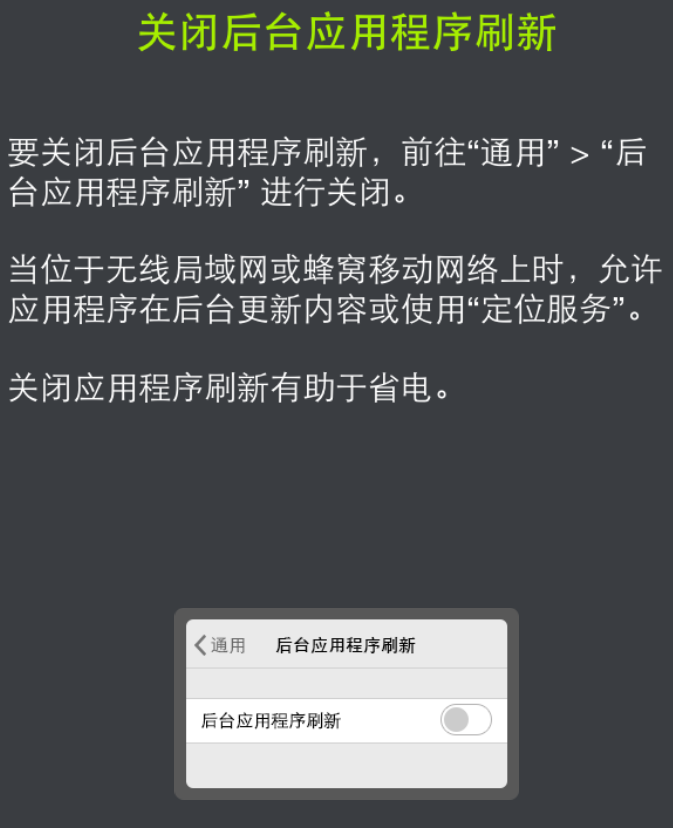 关闭后台应用程序刷新
要关闭后台应用程序刷新，前往“通用” > “后
台应用程序刷新” 进行关闭。
当位于无线局域网或蜂窝移动网络上时，允许
应用程序在后台更新内容或使用“定位服务”。
关闭应用程序刷新有助于省电。
通用 后台应用程序刷新
后台应用程序刷新